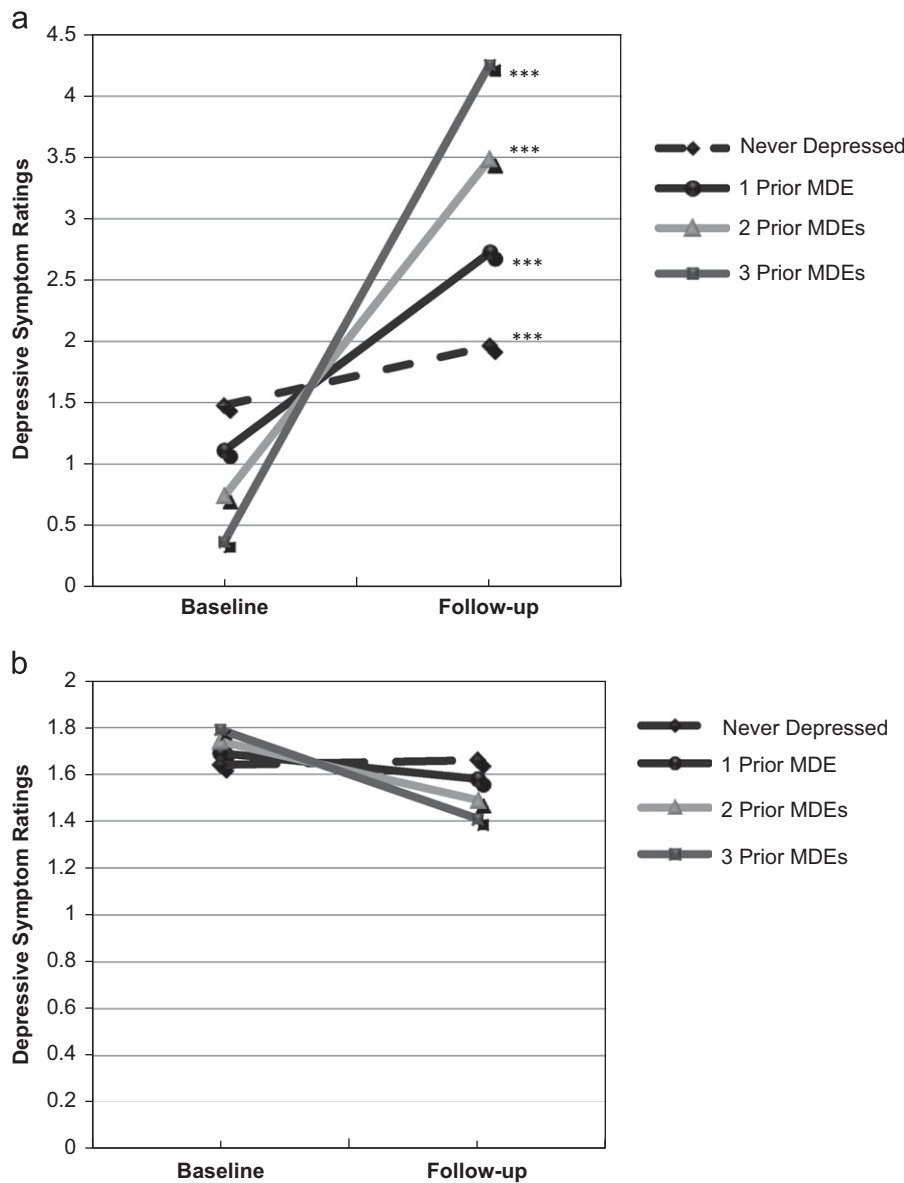 a
4.5
4
3.5
3
2.5
2
1.5
1
0.5
0
Depressive Symptom Ratings
***
***
***
***
Baseline Follow-up
Never Depressed
1 Prior MDE
2 Prior MDEs
3 Prior MDEs
b
2
1.8
1.6
1.4
1.2
1
0.8
0.6
0.4
0.2
0
Depressive Symptom Ratings
Baseline Follow-up
Never Depressed
1 Prior MDE
2 Prior MDEs
3 Prior MDEs